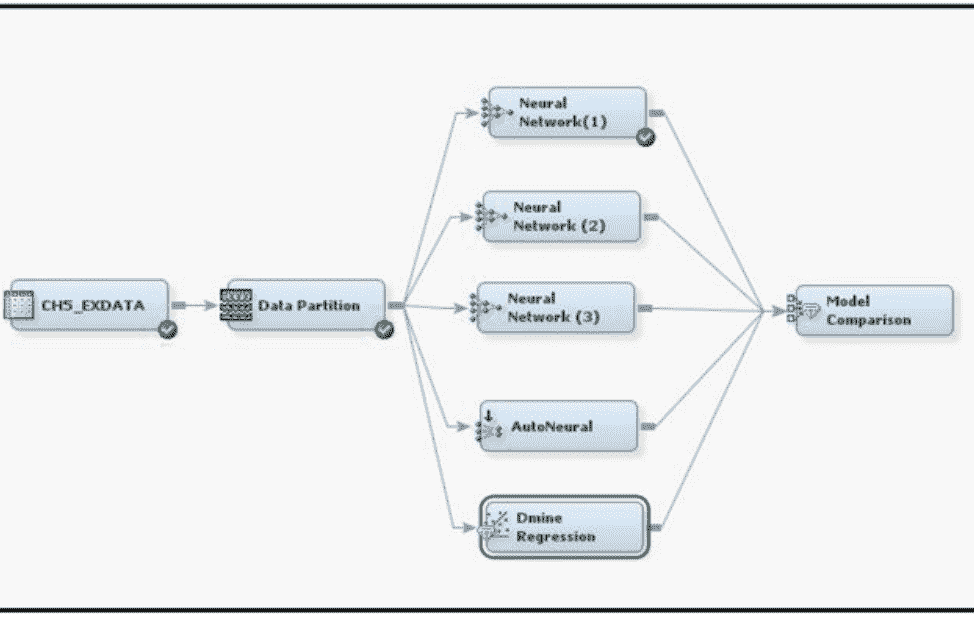 Neural
Network(1)
Neural
Network (2)
CH5_EXDATA
Data Partition
Neural
Network (3)
Model
Comparison
AutoNeural
Dmine
Regression